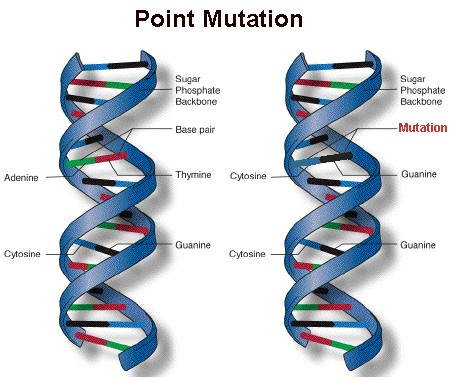 Point Mutation
Sugar
Phosphate
Backbone
Base pair
Adenine
Thymine
Cytosine
Guanine
Sugar
Phosphate
Backbone
Mutation
Cytosine
Guanine
Cytosine
Guanine